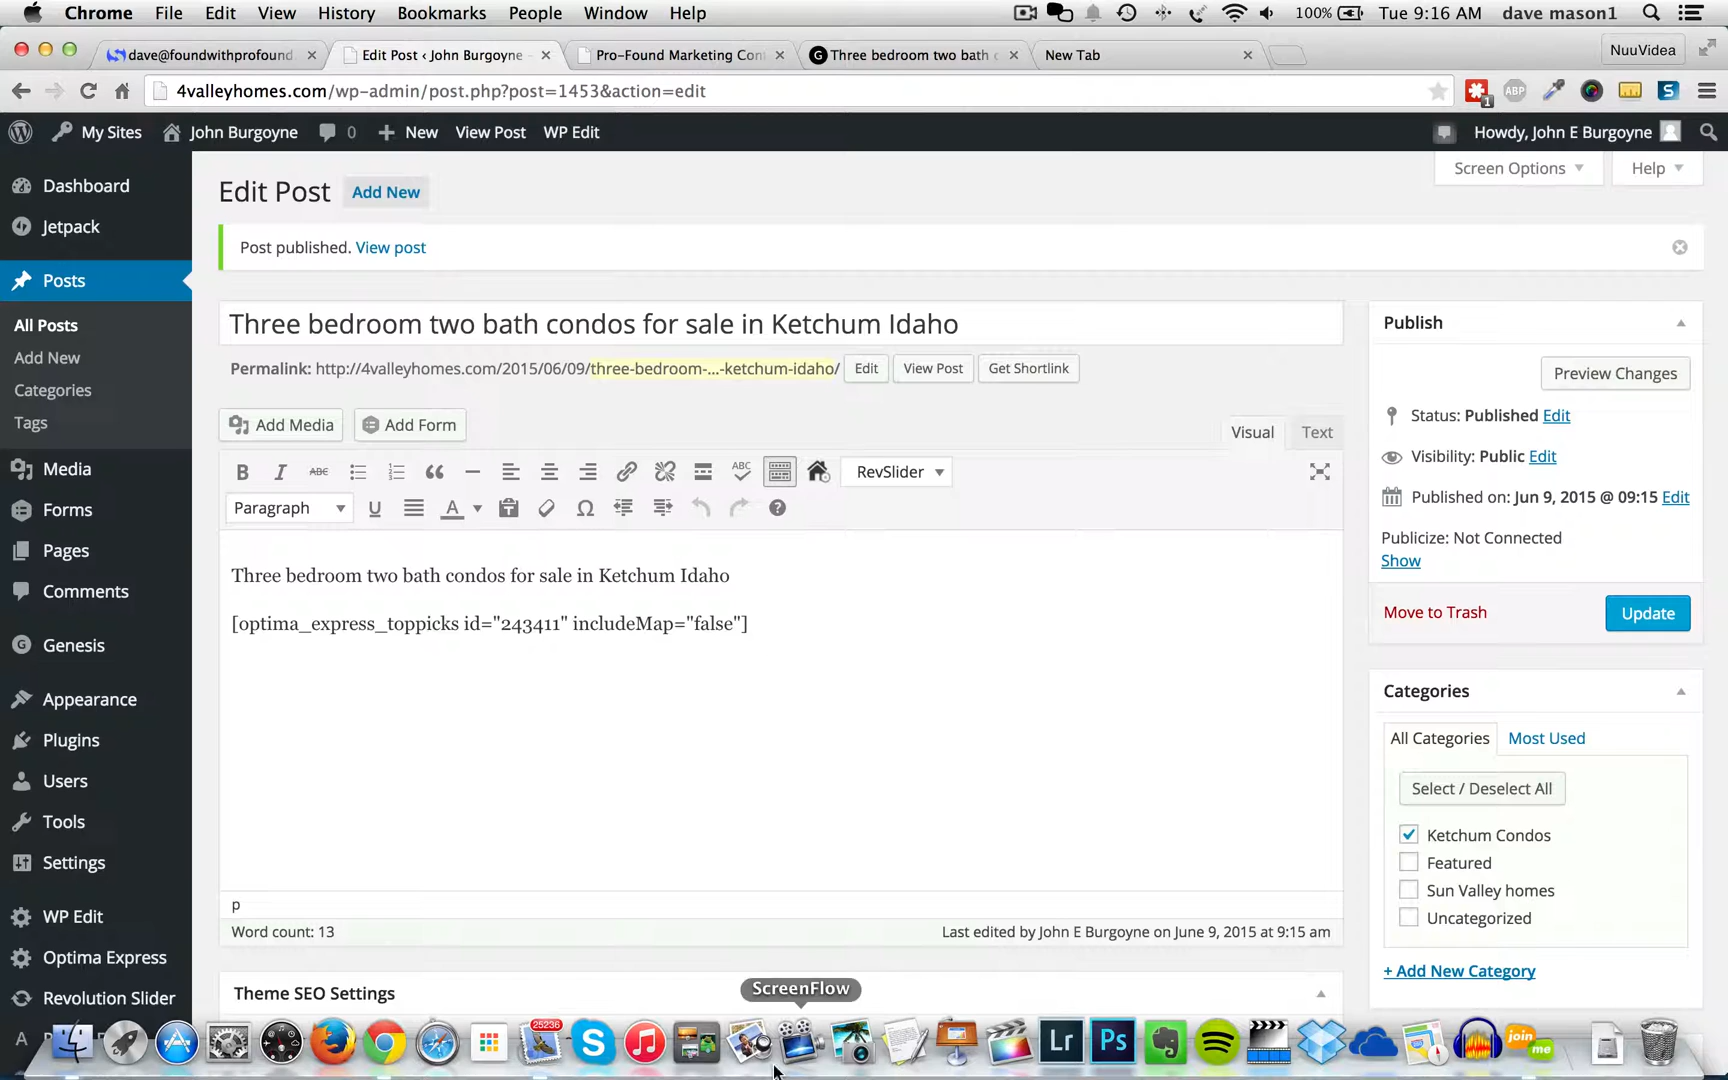 Chrome File Edit View History Bookmarks People Window Help 100% Tue 9:16 AM dave mason1
dave@foundwithprofound Edit Post ‹ John Burgoyne Pro-Found Marketing Con Three bedroom two bath c New Tab NuuVidea
4valleyhomes.com/wp-admin/post.php?post=1453&action=edit 1 ABP
My Sites John Burgoyne 0 New View Post WP Edit Howdy, John E Burgoyne
Screen Options Help
Dashboard
Jetpack
Posts
All Posts
Add New
Categories
Tags
Media
Forms
Pages
Comments
Genesis
Appearance
Plugins
Users
Tools
Settings
WP Edit
Optima Express
Revolution Slider
Edit Post Add New
Post published. View post
Three bedroom two bath condos for sale in Ketchum Idaho
Permalink: http://4valleyhomes.com/2015/06/09/three-bedroom-...-ketchum-idaho/ Edit View Post Get Shortlink
Add Media Add Form Visual Text
B I ABC ABC RevSlider
Paragraph U A Ω
Three bedroom two bath condos for sale in Ketchum Idaho
[optima_express_toppicks id="243411" includeMap="false"]
p
Word count: 13 Last edited by John E Burgoyne on June 9, 2015 at 9:15 am
Theme SEO Settings
Publish
Preview Changes
Status: Published Edit
Visibility: Public Edit
Published on: Jun 9, 2015 @ 09:15 Edit
Publicize: Not Connected
Show
Move to Trash Update
Categories
All Categories Most Used
Select / Deselect All
Ketchum Condos
Featured
Sun Valley homes
Uncategorized
+ Add New Category
ScreenFlow
25236
Lr Ps join me